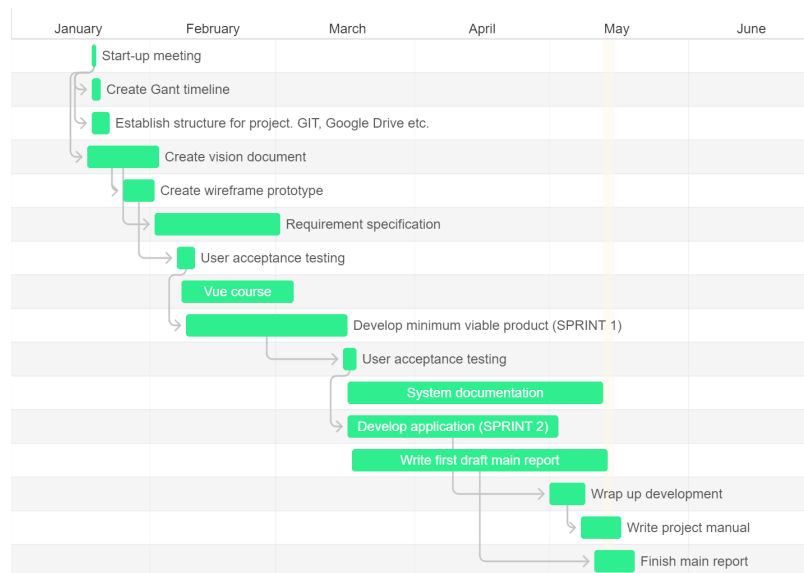 January February March April May June
Start-up meeting
Create Gant timeline
Establish structure for project. GIT, Google Drive etc.
Create vision document
Create wireframe prototype
Requirement specification
User acceptance testing
Vue course
Develop minimum viable product (SPRINT 1)
User acceptance testing
System documentation
Develop application (SPRINT 2)
Write first draft main report
Wrap up development
Write project manual
Finish main report